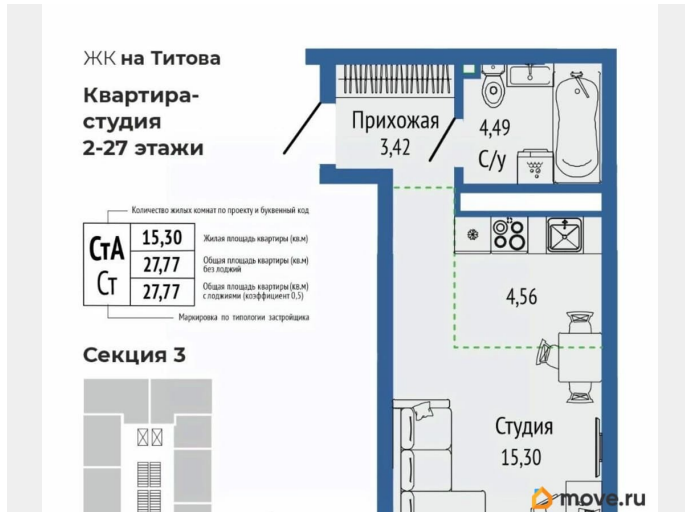 ЖК на Титова
Квартира-
студия
2-27 этажи
Количество жилых комнат по проекту и буквенный код
СтА
Ст
15,30
Жилая площадь квартиры (кв.м)
27,77
Общая площадь квартиры (кв.м)
без лоджий
27,77
Общая площадь квартиры (кв.м)
с лоджиями (коэффициент 0,5)
Маркировка по типологии застройщика
Секция 3
Прихожая
3,42
4,49
С/у
4,56
Студия
15,30
move.ru